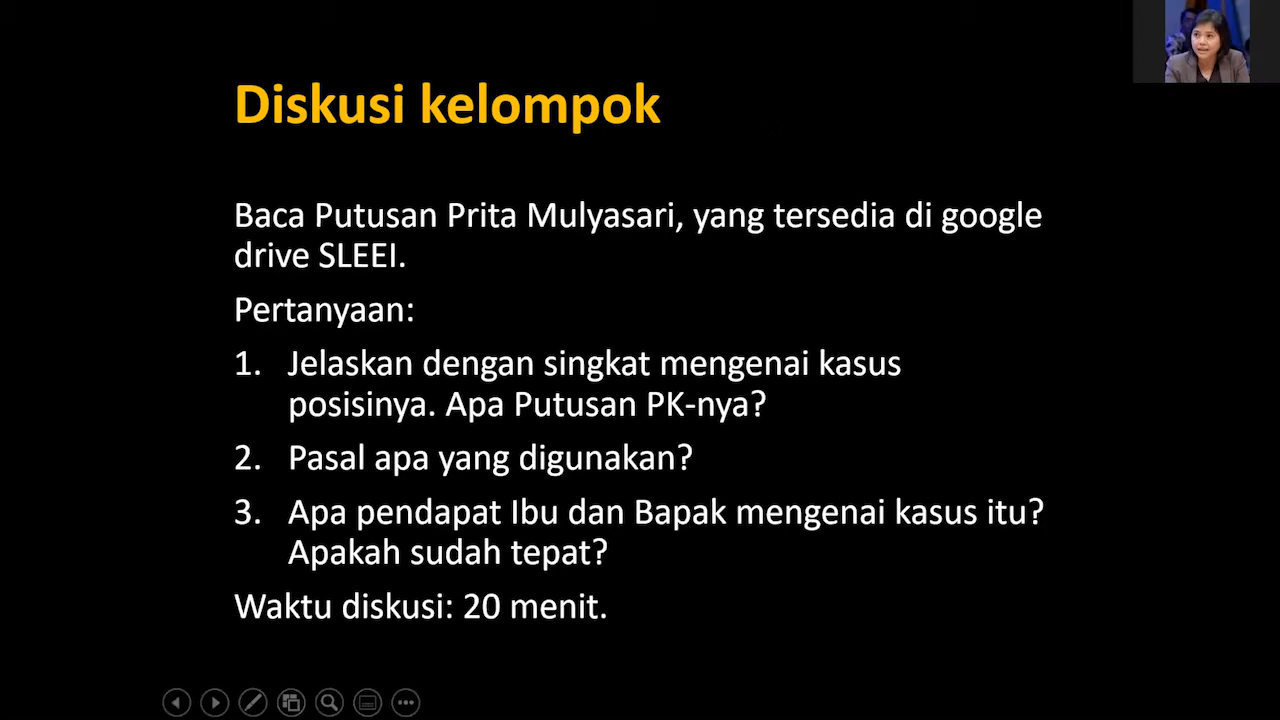 Diskusi kelompok
Baca Putusan Prita Mulyasari, yang tersedia di google
drive SLEEI.
Pertanyaan:
1. Jelaskan dengan singkat mengenai kasus
posisinya. Apa Putusan PK-nya?
2. Pasal apa yang digunakan?
3. Apa pendapat Ibu dan Bapak mengenai kasus itu?
Apakah sudah tepat?
Waktu diskusi: 20 menit.